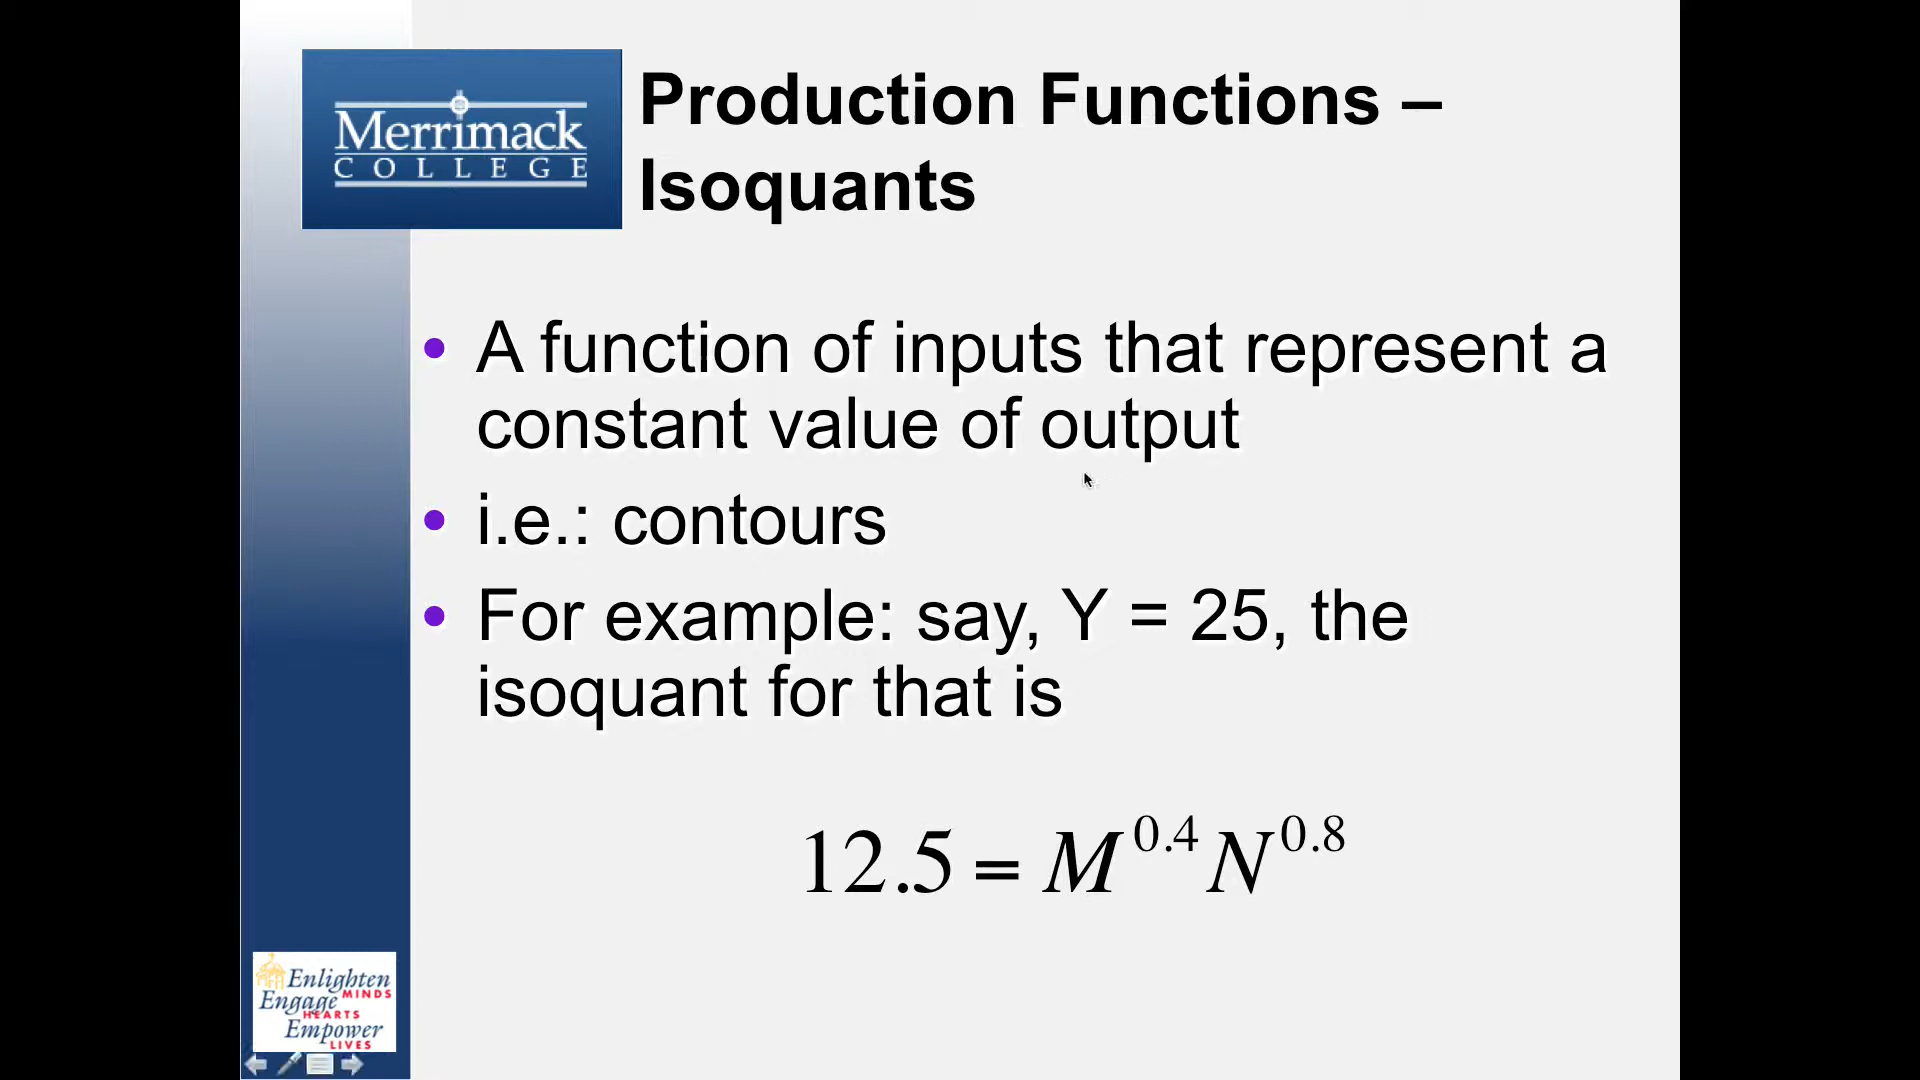 Merrimack
COLLEGE
Production Functions –
Isoquants
• A function of inputs that represent a
constant value of output
• i.e.: contours
• For example: say, Y = 25, the
isoquant for that is
12.5 = M^0.4 N^0.8
Enlighten
MINDS
Engage
HEARTS
Empower
LIVES